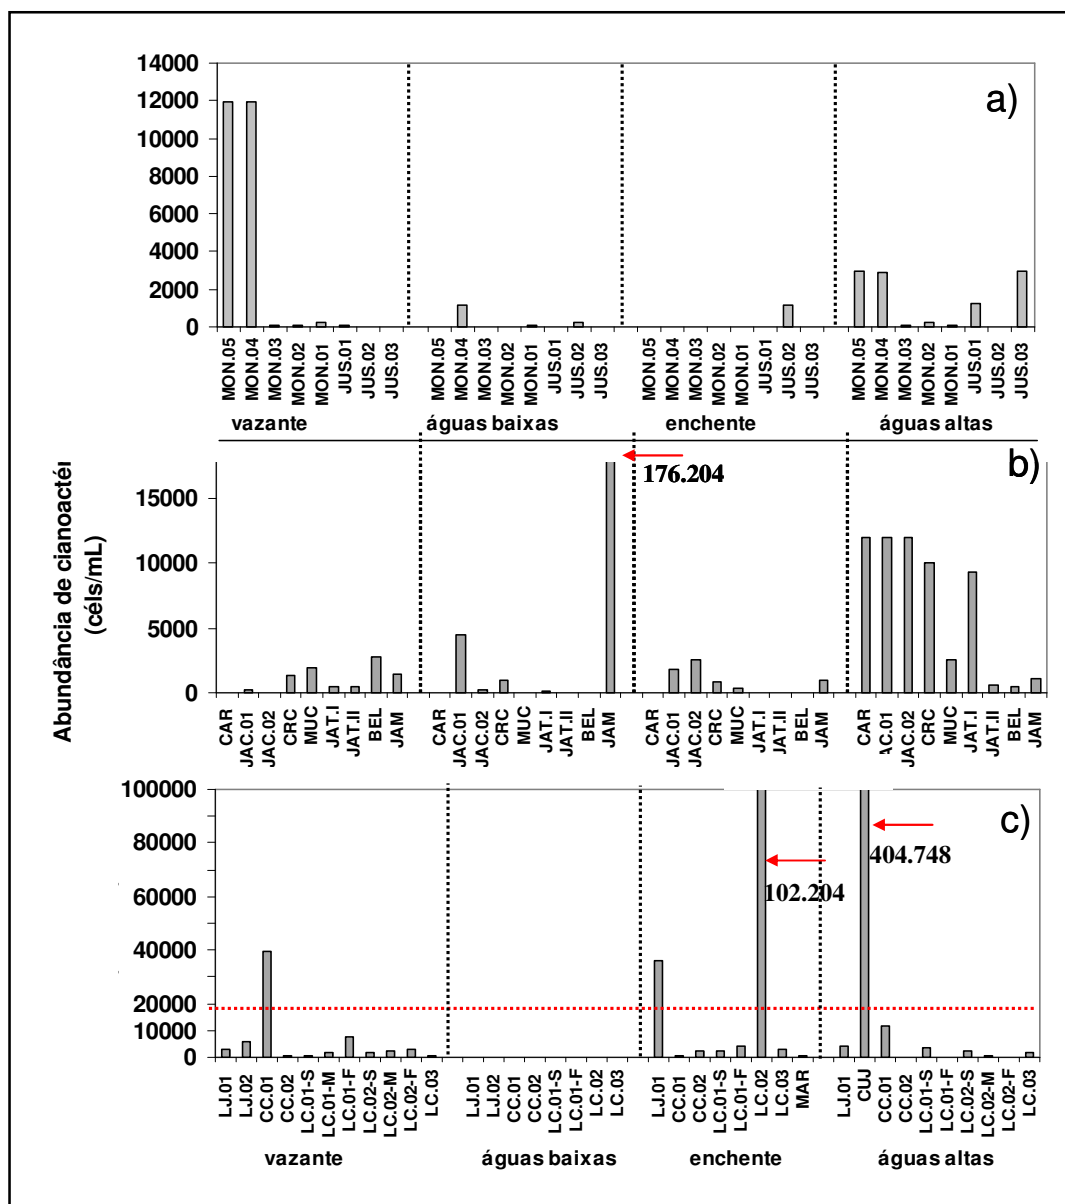 14000
a)
12000
10000
8000
6000
4000
2000
0
MON.05 MON.04 MON.03 MON.02 MON.01 JUS.01 JUS.02 JUS.03 MON.05 MON.04 MON.03 MON.02 MON.01 JUS.01 JUS.02 JUS.03 MON.05 MON.04 MON.03 MON.02 MON.01 JUS.01 JUS.02 JUS.03 MON.05 MON.04 MON.03 MON.02 MON.01 JUS.01 JUS.02 JUS.03
vazante águas baixas enchente águas altas
Abundância de cianoactér
(céls/mL)
b)
176.204
15000
10000
5000
0
CAR JAC.01 JAC.02 CRC MUC JAT.I JAT.II BEL JAM CAR JAC.01 JAC.02 CRC MUC JAT.I JAT.II BEL JAM CAR JAC.01 JAC.02 CRC MUC JAT.I JAT.II BEL JAM CAR AC.01 JAC.02 CRC MUC JAT.I JAT.II BEL JAM
100000
c)
80000
404.748
102.204
60000
40000
20000
10000
0
LJ.01 LJ.02 CC.01 CC.02 LC.01-S LC.01-M LC.01-F LC.02-S LC.02-M LC.02-F LC.03 LJ.01 LJ.02 CC.01 CC.02 LC.01-S LC.01-F LC.02 LC.03 LJ.01 CC.01 CC.02 LC.01-S LC.01-F LC.02 LC.03 MAR LJ.01 CUJ CC.01 CC.02 LC.01-S LC.01-F LC.02-S LC.02-M LC.02-F LC.03
vazante águas baixas enchente águas altas